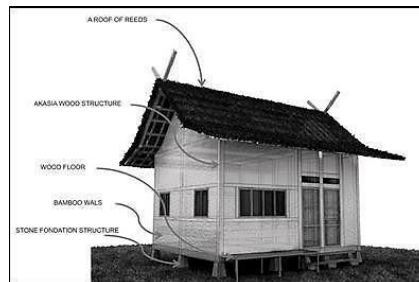 A ROOF OF REEDS
AKASIA WOOD STRUCTURE
WOOD FLOOR
BAMBOO WALS
STONE FONDATION STRUCTURE